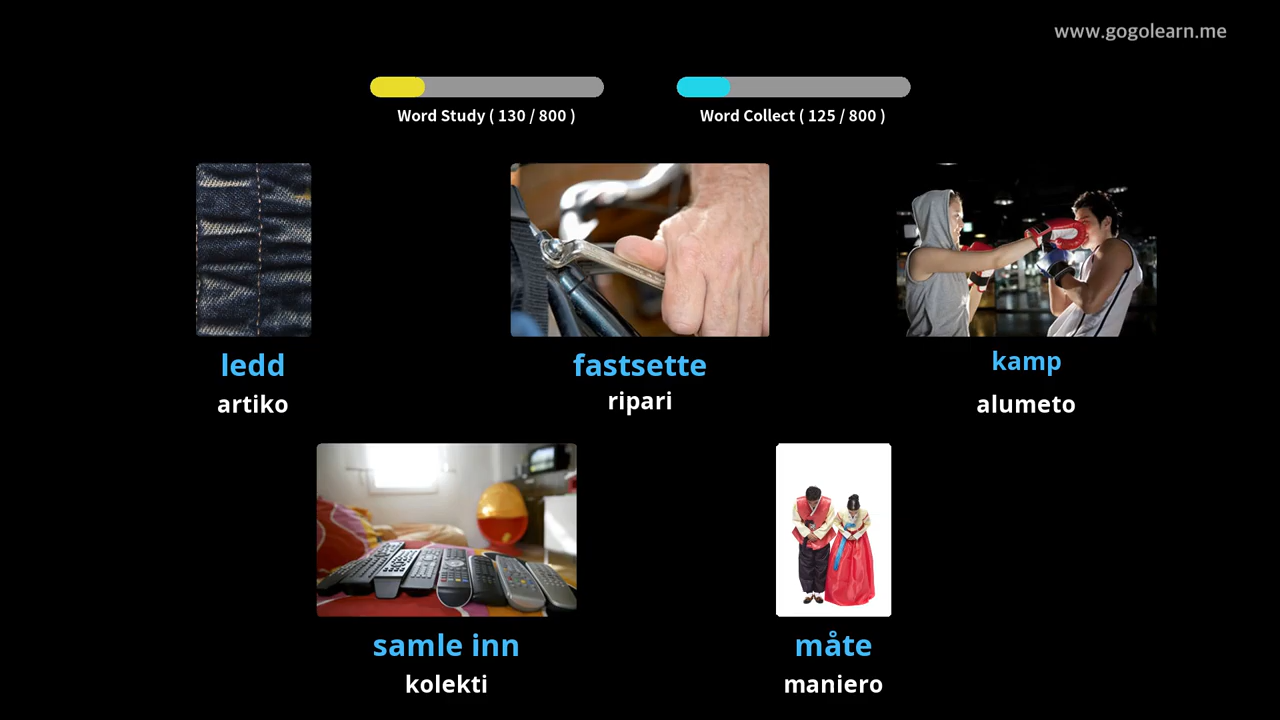 www.gogolearn.me
Word Study ( 130 / 800 )
Word Collect ( 125 / 800 )
ledd
artiko
fastsette
ripari
kamp
alumeto
samle inn
kolekti
måte
maniero